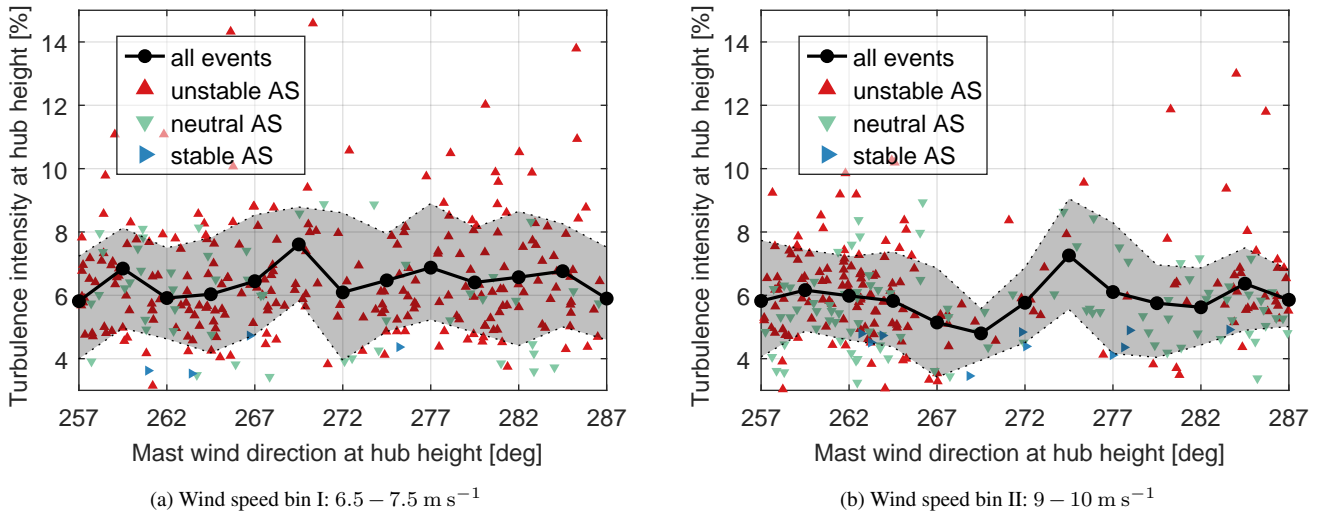 Turbulence intensity at hub height [%]
14
12
10
8
6
4
all events
unstable AS
neutral AS
stable AS
257 262 267 272 277 282 287
Mast wind direction at hub height [deg]
(a) Wind speed bin I: 6.5 − 7.5 m s⁻¹
Turbulence intensity at hub height [%]
14
12
10
8
6
4
all events
unstable AS
neutral AS
stable AS
257 262 267 272 277 282 287
Mast wind direction at hub height [deg]
(b) Wind speed bin II: 9 − 10 m s⁻¹